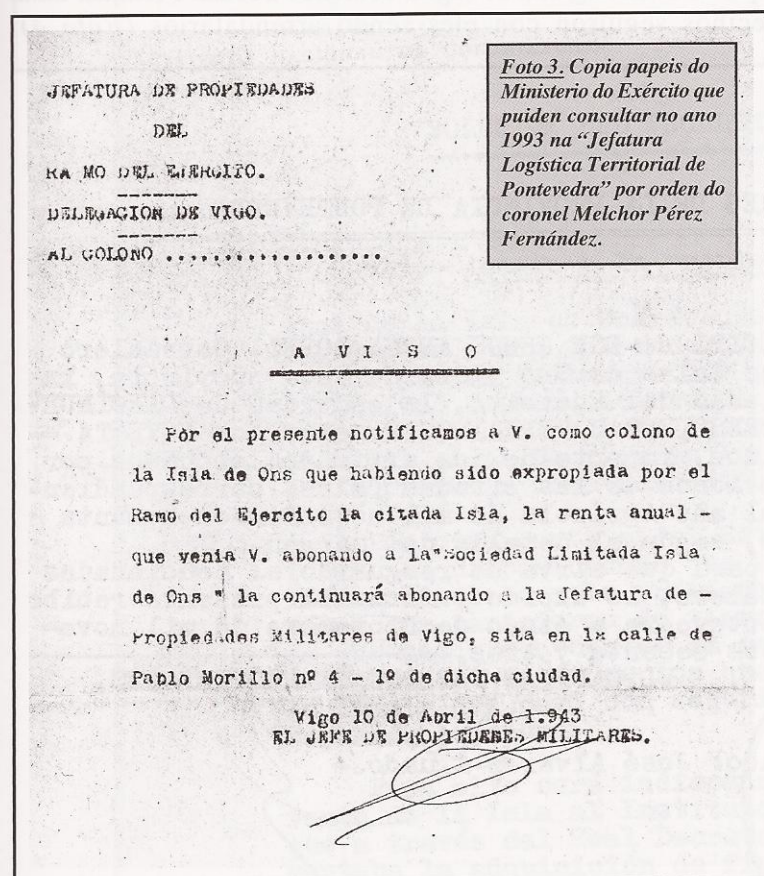 JEFATURA DE PROPIEDADES
DEL
RA MO DEL EJERCITO.
DELEGACION DE VIGO.
AL COLONO ...................
Foto 3. Copia papeis do
Ministerio do Exército que
puiden consultar no ano
1993 na “Jefatura
Logística Territorial de
Pontevedra” por orden do
coronel Melchor Pérez
Fernández.
A V I S O
Pòr el presente notificamos a V. como colono de
la Isla de Ons que habiendo sido expropiada por el
Ramo del Ejercito la citada Isla, la renta anual -
que venia V. abonando a la "Sociedad Limitada Isla
de Ons " la continuará abonando a la Jefatura de -
Propiedades Militares de Vigo, sita en la calle de
Pablo Morillo nº 4 - 1º de dicha ciudad.
Vigo 10 de Abril de 1.943
EL JEFE DE PROPIEDEBES MILITARES.